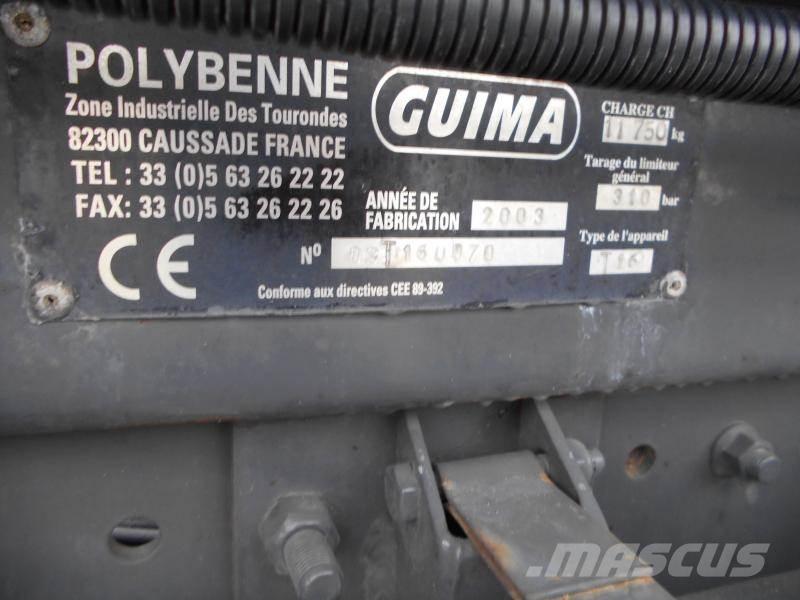 POLYBENNE
Zone Industrielle Des Tourondes
82300 CAUSSADE FRANCE
TEL : 33 (0)5 63 26 22 22
FAX: 33 (0)5 63 26 22 26
CE
GUIMA
ANNÉE DE
FABRICATION 2003
Nº
Conforme aux directives CEE 89-392
CHARGE CH
11 750 kg
Tarage du limiteur
général
310 bar
Type de l'appareil
T16
MASCUS